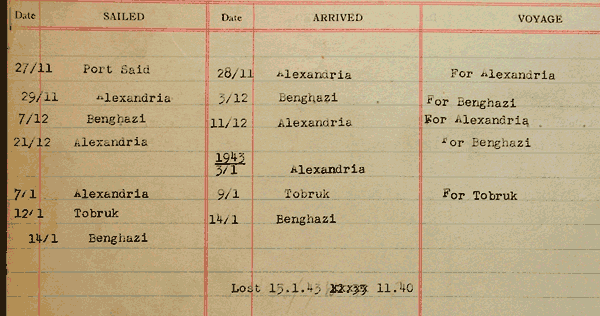 Date SAILED Date ARRIVED VOYAGE
27/11 Port Said 28/11 Alexandria For Alexandria
29/11 Alexandria 3/12 Benghazi For Benghazi
7/12 Benghazi 11/12 Alexandria For Alexandria
21/12 Alexandria For Benghazi
1943
3/1 Alexandria
7/1 Alexandria 9/1 Tobruk For Tobruk
12/1 Tobruk 14/1 Benghazi
14/1 Benghazi
Lost 15.1.43 11.40